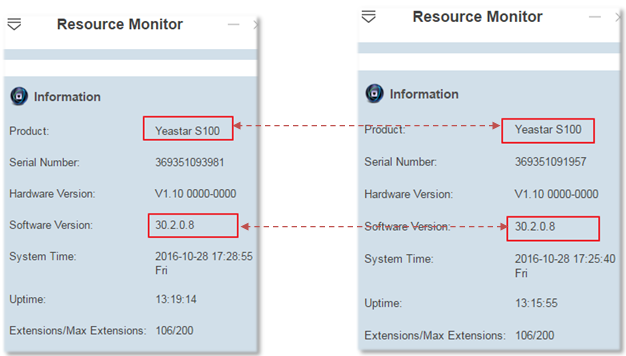 Resource Monitor
Information
Product: Yeastar S100
Serial Number: 369351093981
Hardware Version: V1.10 0000-0000
Software Version: 30.2.0.8
System Time: 2016-10-28 17:28:55
Fri
Uptime: 13:19:14
Extensions/Max Extensions: 106/200
Resource Monitor
Information
Product: Yeastar S100
Serial Number: 369351091957
Hardware Version: V1.10 0000-0000
Software Version: 30.2.0.8
System Time: 2016-10-28 17:25:40
Fri
Uptime: 13:15:55
Extensions/Max Extensions: 106/200